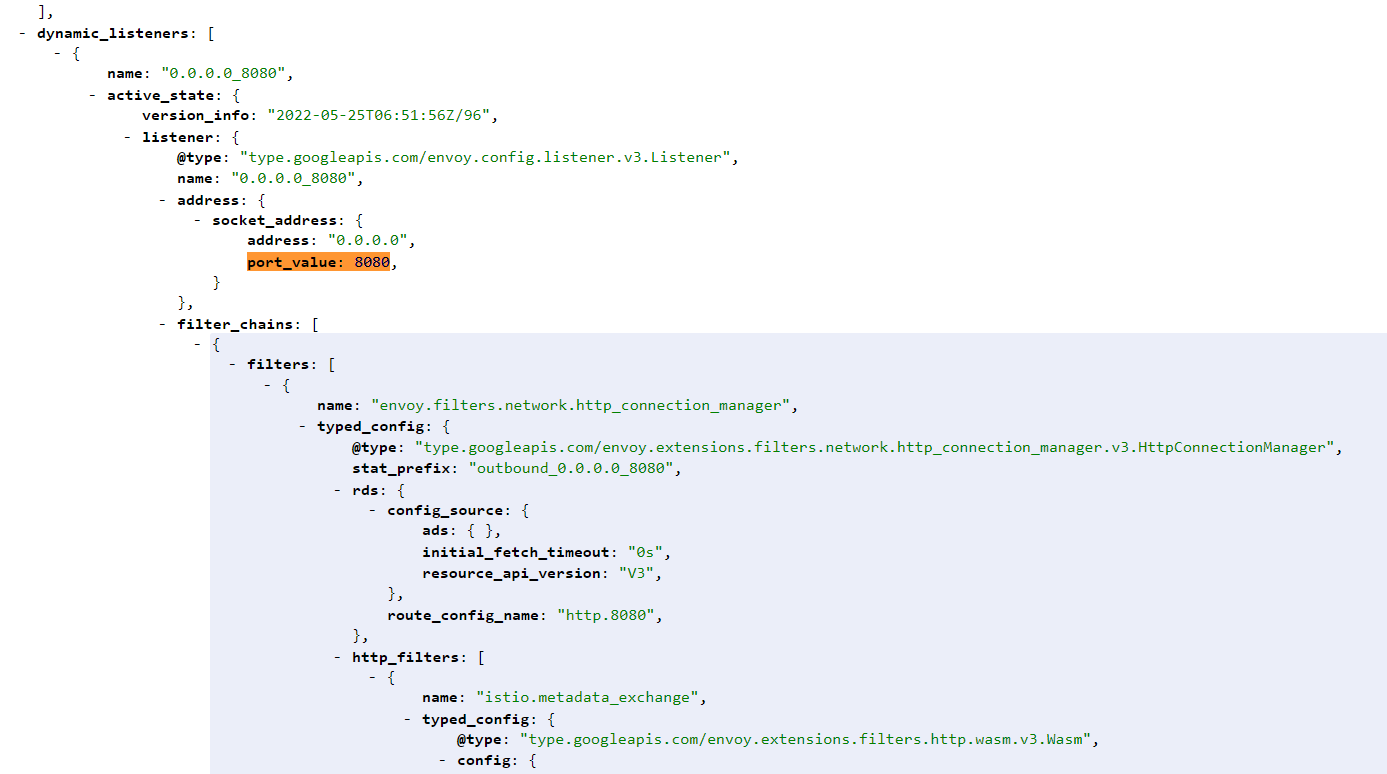 ],
- dynamic_listeners: [
- {
name: "0.0.0.0_8080",
- active_state: {
version_info: "2022-05-25T06:51:56Z/96",
- listener: {
@type: "type.googleapis.com/envoy.config.listener.v3.Listener",
name: "0.0.0.0_8080",
- address: {
- socket_address: {
address: "0.0.0.0",
port_value: 8080,
}
},
- filter_chains: [
- {
- filters: [
- {
name: "envoy.filters.network.http_connection_manager",
- typed_config: {
@type: "type.googleapis.com/envoy.extensions.filters.network.http_connection_manager.v3.HttpConnectionManager",
stat_prefix: "outbound_0.0.0.0_8080",
- rds: {
- config_source: {
ads: { },
initial_fetch_timeout: "0s",
resource_api_version: "V3",
},
route_config_name: "http.8080",
},
- http_filters: [
- {
name: "istio.metadata_exchange",
- typed_config: {
@type: "type.googleapis.com/envoy.extensions.filters.http.wasm.v3.Wasm",
- config: {